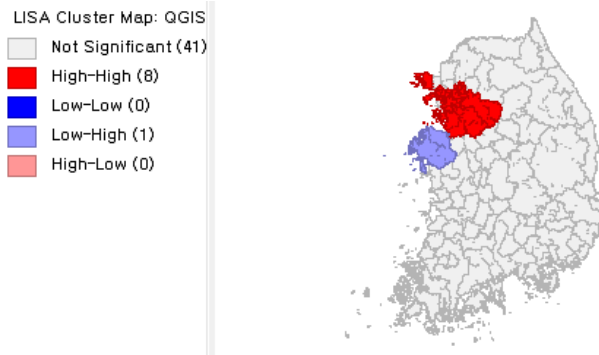 LISA Cluster Map: QGIS
Not Significant (41)
High-High (8)
Low-Low (0)
Low-High (1)
High-Low (0)